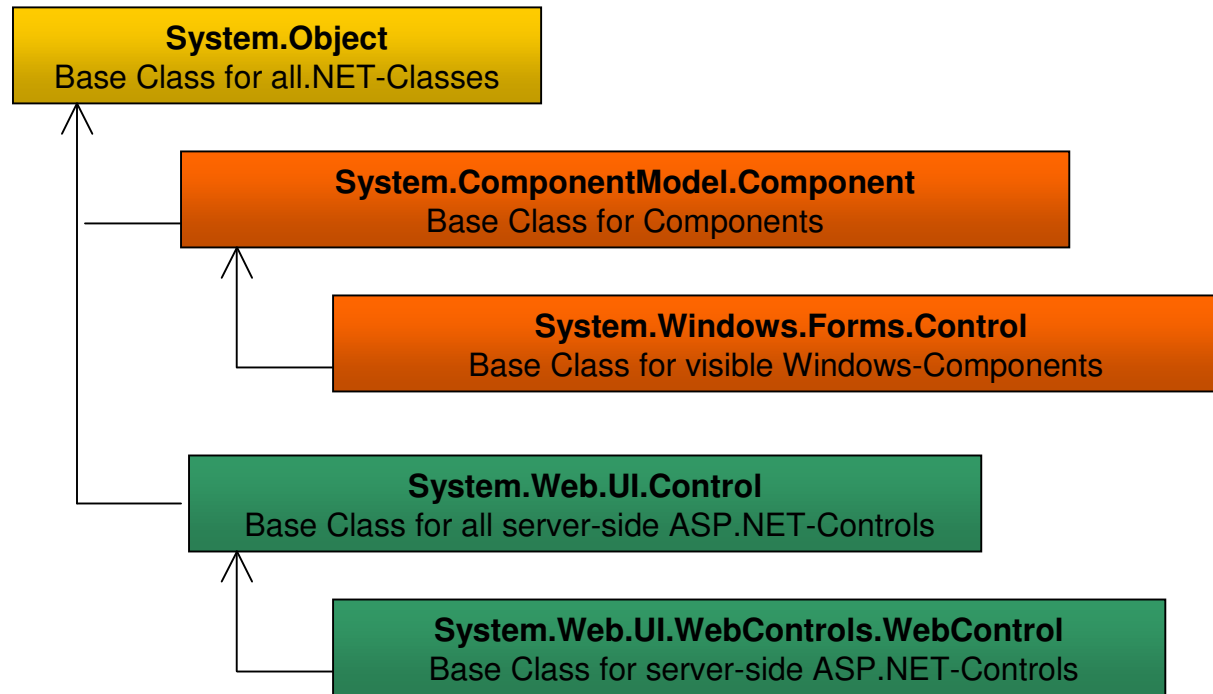 System.Object
Base Class for all.NET-Classes
System.ComponentModel.Component
Base Class for Components
System.Windows.Forms.Control
Base Class for visible Windows-Components
System.Web.UI.Control
Base Class for all server-side ASP.NET-Controls
System.Web.UI.WebControls.WebControl
Base Class for server-side ASP.NET-Controls